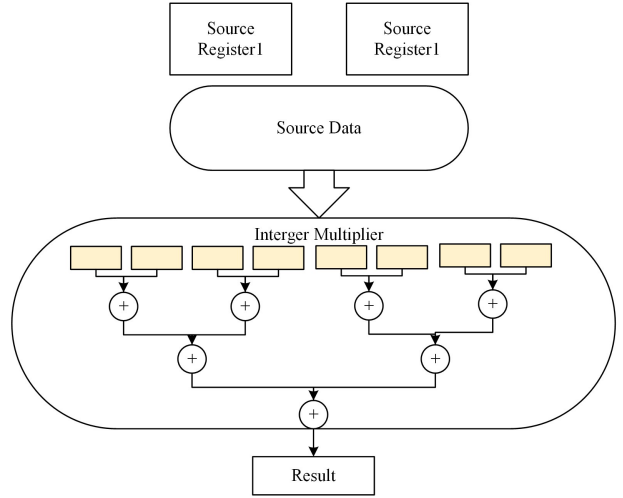 Source
Register1
Source
Register1
Source Data
Interger Multiplier
+
+
+
+
+
+
+
Result